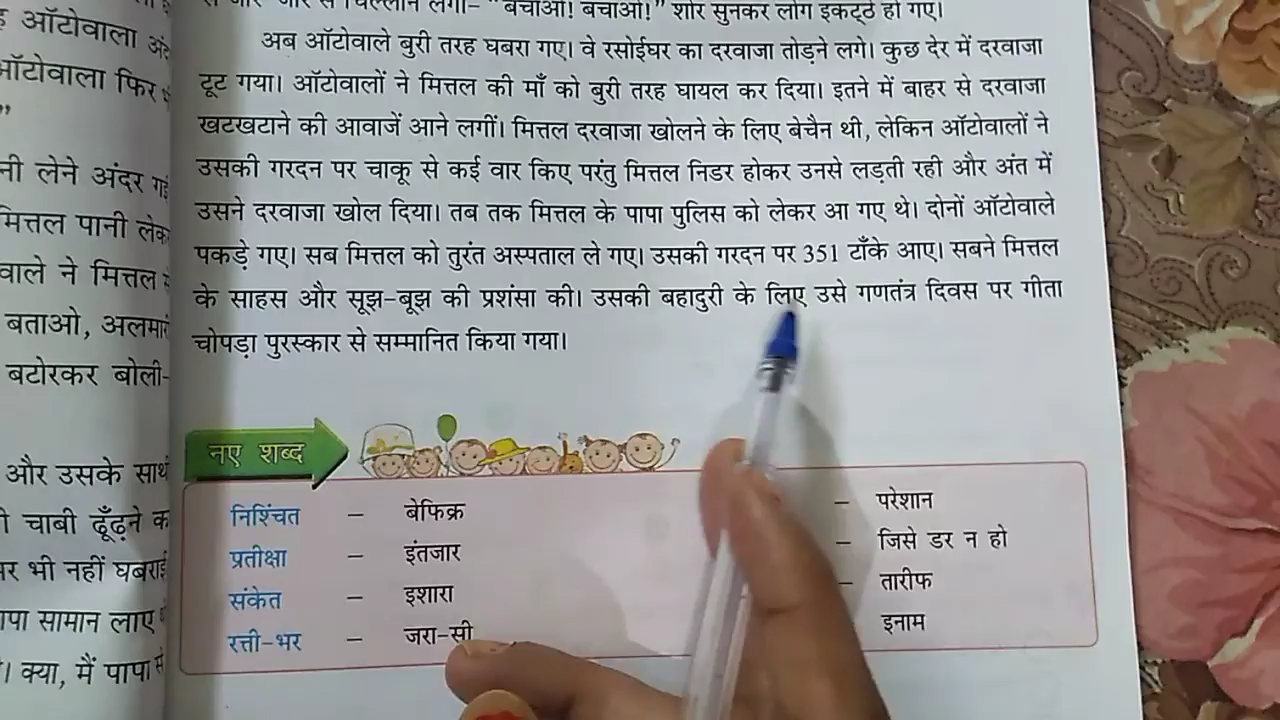 ऑटोवाला
ऑटोवाला फिर
”
नी लेने अंदर
मित्तल पानी
वाले ने मित्तल
बताओ,
बटोरकर बोली–
और उसके
चाबी ढूँढ़ने
भी नहीं
सामान लाए
। क्या, मैं पापा
“बचाओ! बचाओ!” शोर सुनकर लोग इकट्ठे हो गए।
अब ऑटोवाले बुरी तरह घबरा गए। वे रसोईघर का दरवाजा तोड़ने लगे। कुछ देर में दरवाजा
टूट गया। ऑटोवालों ने मित्तल की माँ को बुरी तरह घायल कर दिया। इतने में बाहर से दरवाजा
खटखटाने की आवाजें आने लगीं। मित्तल दरवाजा खोलने के लिए बेचैन थी, लेकिन ऑटोवालों ने
उसकी गरदन पर चाकू से कई वार किए परंतु मित्तल निडर होकर उनसे लड़ती रही और अंत में
उसने दरवाजा खोल दिया। तब तक मित्तल के पापा पुलिस को लेकर आ गए थे। दोनों ऑटोवाले
पकड़े गए। सब मित्तल को तुरंत अस्पताल ले गए। उसकी गरदन पर 351 टाँके आए। सबने मित्तल
के साहस और सूझ-बूझ की प्रशंसा की। उसकी बहादुरी के लिए उसे गणतंत्र दिवस पर गीता
चोपड़ा पुरस्कार से सम्मानित किया गया।
नए शब्द
निश्चिंत – बेफिक्र – परेशान
प्रतीक्षा – इंतजार – जिसे डर न हो
संकेत – इशारा – तारीफ
रत्ती-भर – जरा-सी इनाम